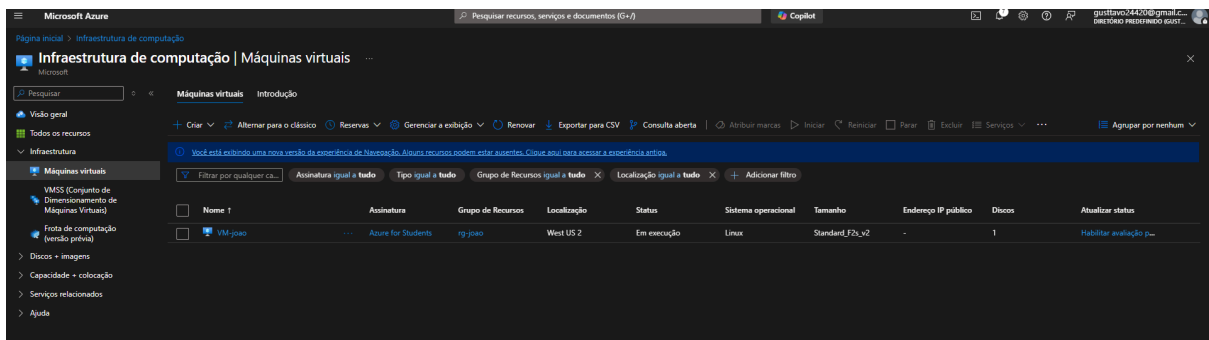 Microsoft Azure
Pesquisar recursos, serviços e documentos (G+/)
Copilot
gusttavo24420@gmail.c...
DIRETÓRIO PREDEFINIDO (GUST...
Página inicial > Infraestrutura de computação
Infraestrutura de computação | Máquinas virtuais ...
Microsoft
Pesquisar
Visão geral
Todos os recursos
Infraestrutura
Máquinas virtuais
VMSS (Conjunto de
Dimensionamento de
Máquinas Virtuais)
Frota de computação
(versão prévia)
Discos + imagens
Capacidade + colocação
Serviços relacionados
Ajuda
Máquinas virtuais Introdução
Criar Alternar para o clássico Reservas Gerenciar a exibição Renovar Exportar para CSV Consulta aberta Atribuir marcas Iniciar Reiniciar Parar Excluir Serviços ... Agrupar por nenhum
Você está exibindo uma nova versão da experiência de Navegação. Alguns recursos podem estar ausentes. Clique aqui para acessar a experiência antiga.
Filtrar por qualquer ca... Assinatura igual a tudo Tipo igual a tudo Grupo de Recursos igual a tudo Localização igual a tudo Adicionar filtro
Nome ↑ Assinatura Grupo de Recursos Localização Status Sistema operacional Tamanho Endereço IP público Discos Atualizar status
VM-joao ... Azure for Students rg-joao West US 2 Em execução Linux Standard_F2s_v2 - 1 Habilitar avaliação p...